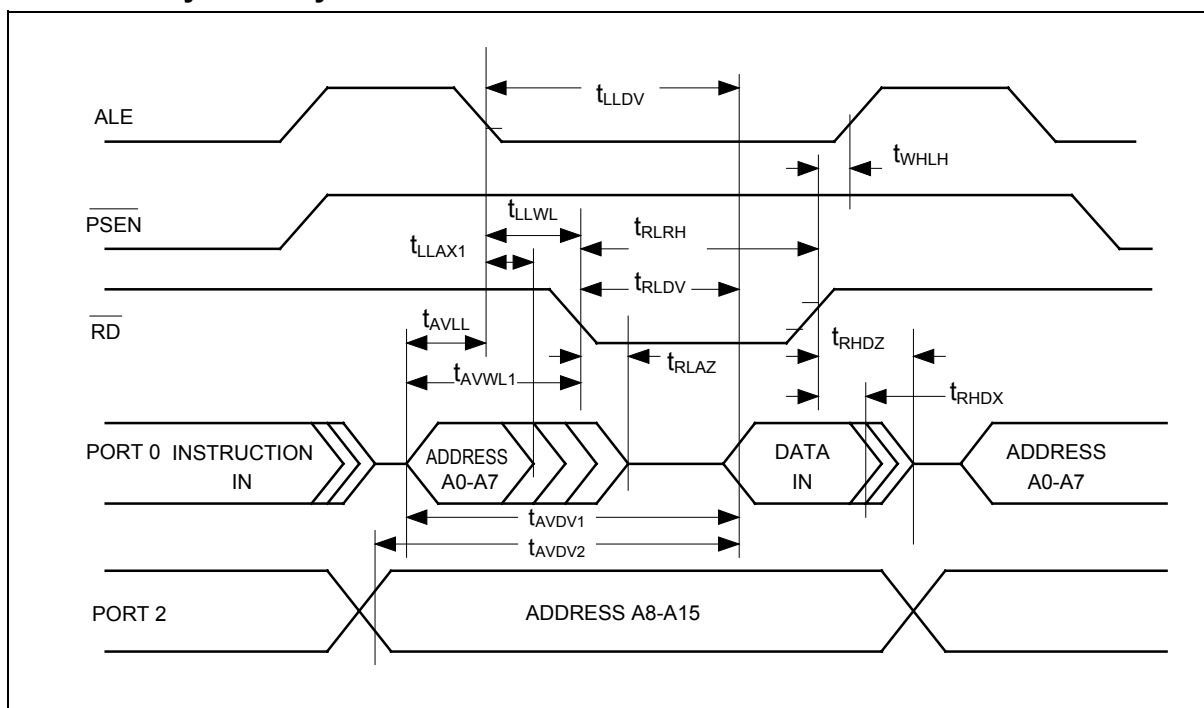 ALE
tLLDV
tWHLH
PSEN
tLLWL
tRLRH
tLLAX1
tRLDV
RD
tAVLL
tRLAZ
tRHDZ
tAVWL1
tRHDX
PORT 0
INSTRUCTION
IN
ADDRESS
A0-A7
DATA
IN
ADDRESS
A0-A7
tAVDV1
tAVDV2
PORT 2
ADDRESS A8-A15